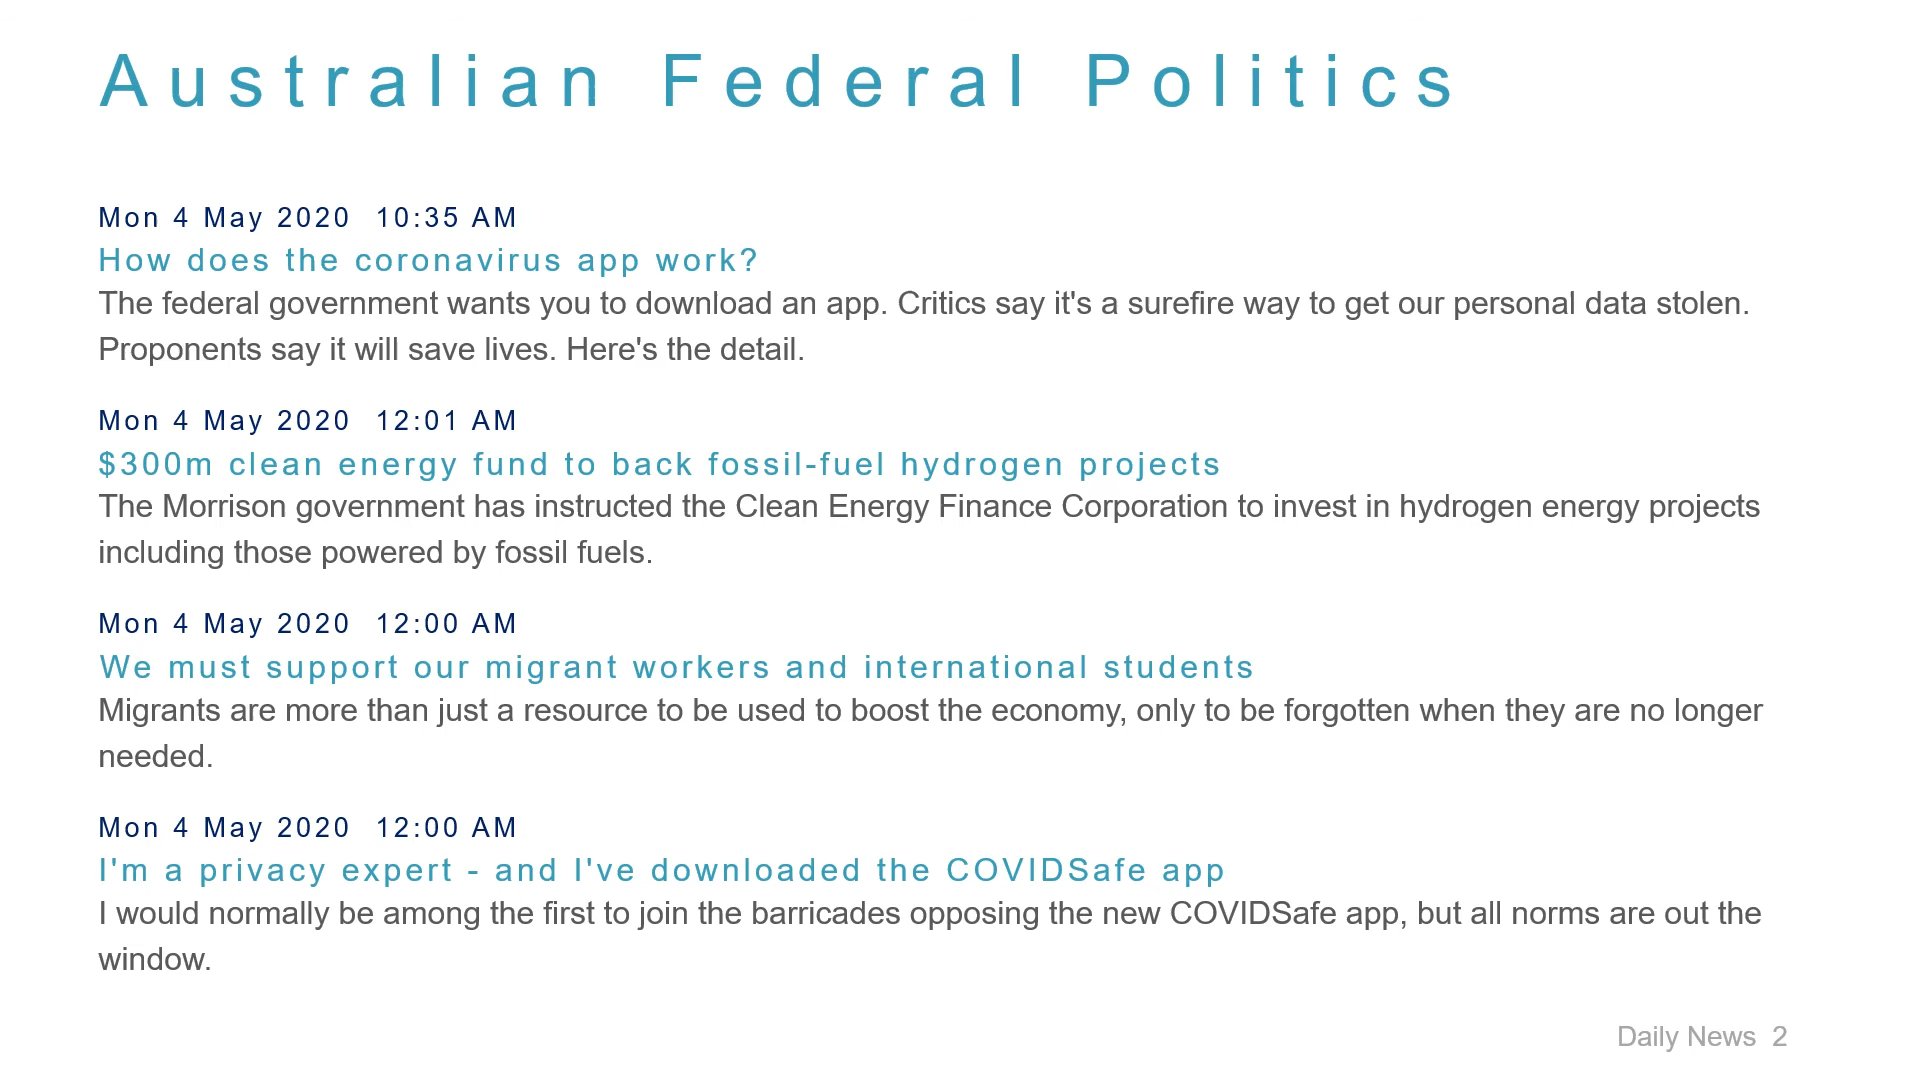 Australian Federal Politics
Mon 4 May 2020  10:35 AM
How does the coronavirus app work?
The federal government wants you to download an app. Critics say it's a surefire way to get our personal data stolen.
Proponents say it will save lives. Here's the detail.
Mon 4 May 2020  12:01 AM
$300m clean energy fund to back fossil-fuel hydrogen projects
The Morrison government has instructed the Clean Energy Finance Corporation to invest in hydrogen energy projects
including those powered by fossil fuels.
Mon 4 May 2020  12:00 AM
We must support our migrant workers and international students
Migrants are more than just a resource to be used to boost the economy, only to be forgotten when they are no longer
needed.
Mon 4 May 2020  12:00 AM
I'm a privacy expert - and I've downloaded the COVIDSafe app
I would normally be among the first to join the barricades opposing the new COVIDSafe app, but all norms are out the
window.
Daily News  2